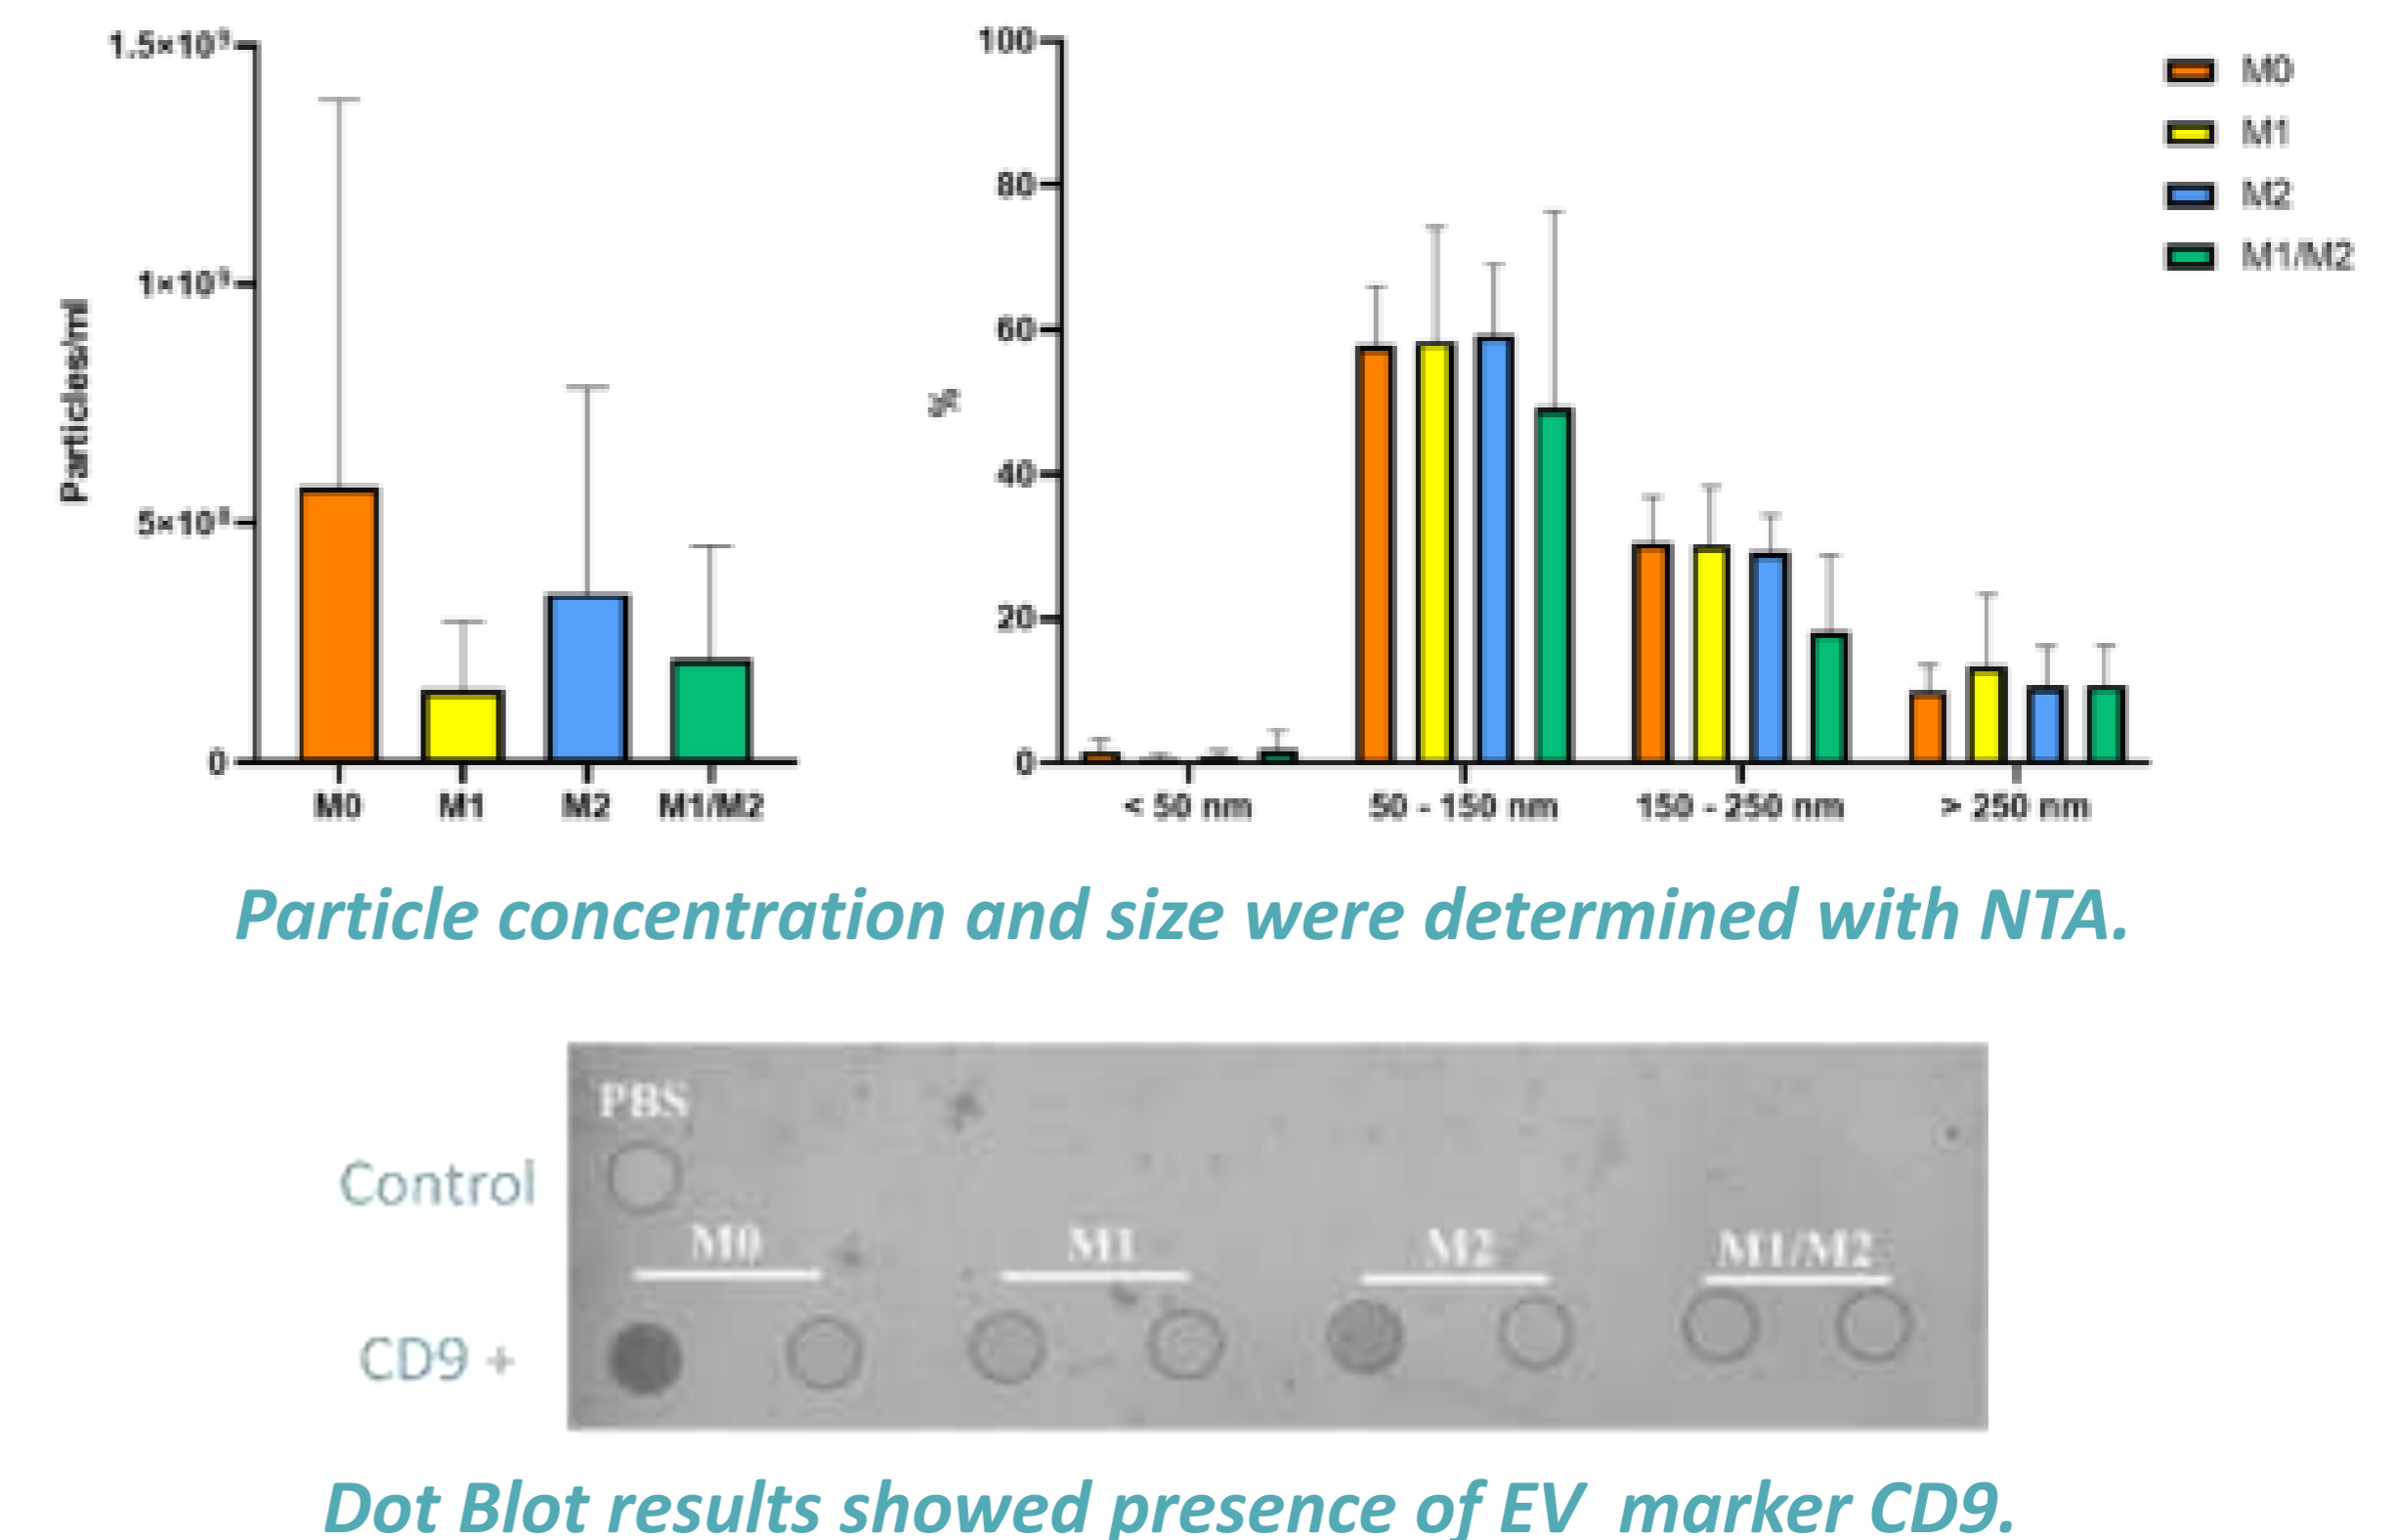 1.5×10⁹
1×10⁹
5×10⁸
0
Particles/ml
M0 M1 M2 M1/M2
100
80
60
40
20
0
%
< 50 nm 50 - 150 nm 150 - 250 nm > 250 nm
M0
M1
M2
M1/M2
Particle concentration and size were determined with NTA.
PBS
Control
M0 M1 M2 M1/M2
CD9 +
Dot Blot results showed presence of EV marker CD9.